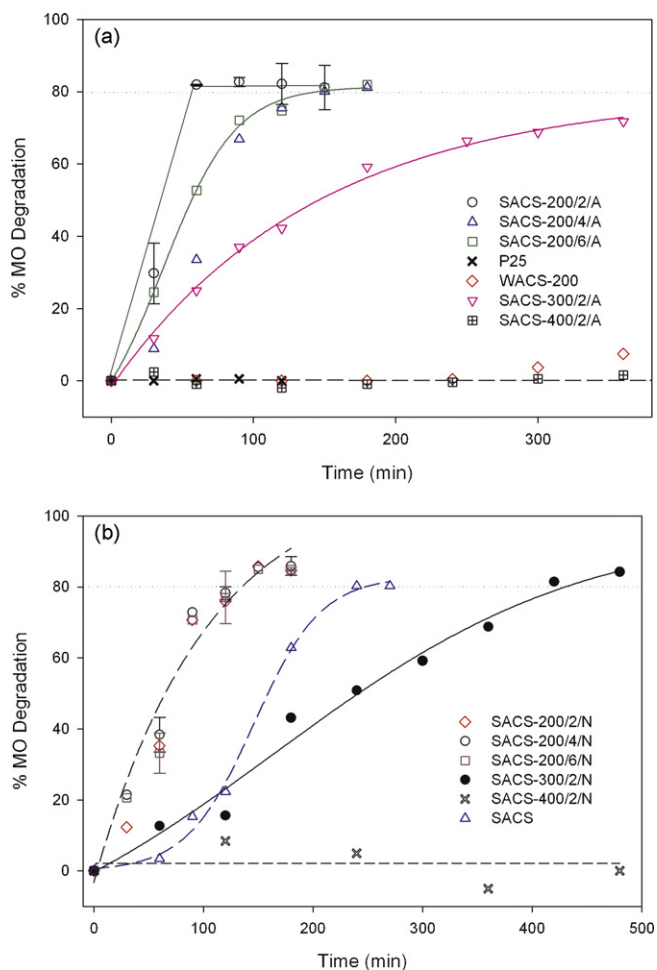 (a)
100
80
60
40
20
0
% MO Degradation
SACS-200/2/A
SACS-200/4/A
SACS-200/6/A
P25
WACS-200
SACS-300/2/A
SACS-400/2/A
0
100
200
300
Time (min)
(b)
100
80
60
40
20
0
% MO Degradation
SACS-200/2/N
SACS-200/4/N
SACS-200/6/N
SACS-300/2/N
SACS-400/2/N
SACS
0
100
200
300
400
500
Time (min)